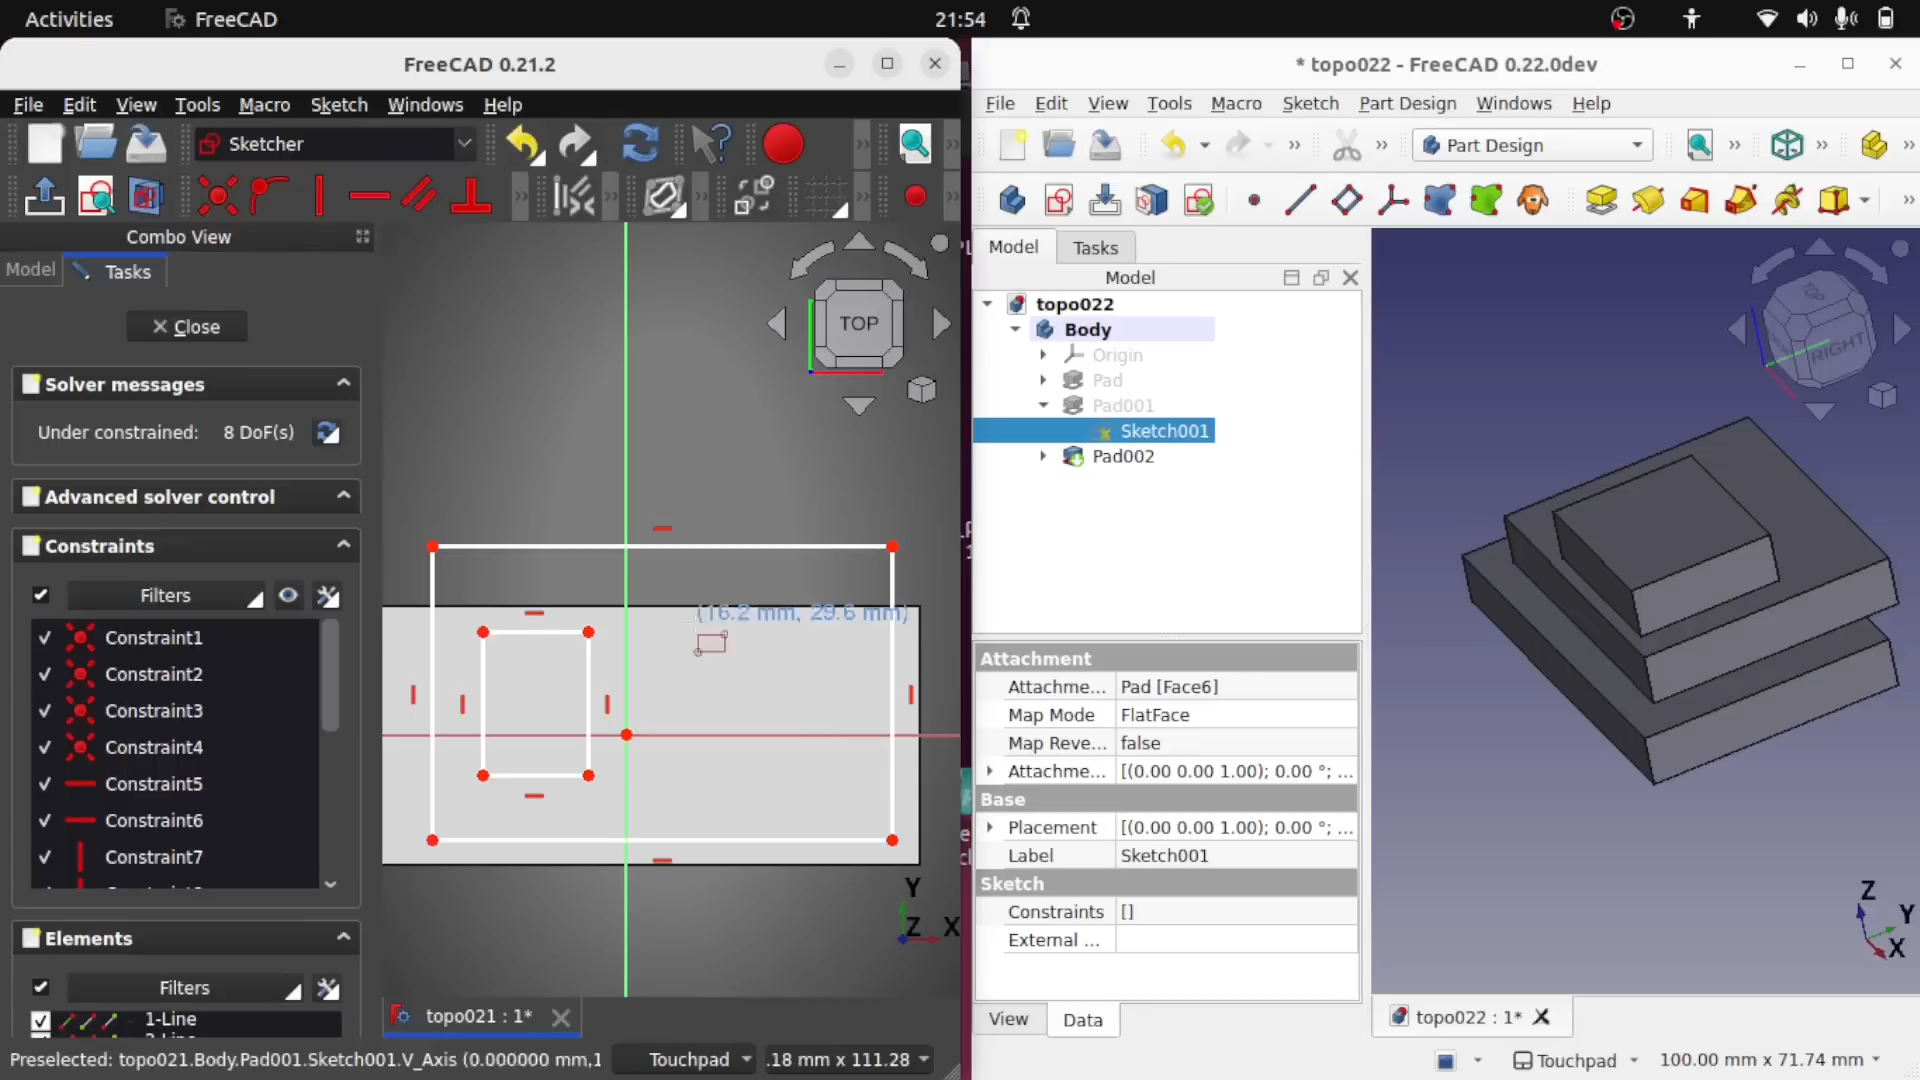 Activities
FreeCAD
21:54
FreeCAD 0.21.2
File Edit View Tools Macro Sketch Windows Help
Sketcher
Combo View
Model
Tasks
Close
Solver messages
Under constrained: 8 DoF(s)
Advanced solver control
Constraints
Filters
Constraint1
Constraint2
Constraint3
Constraint4
Constraint5
Constraint6
Constraint7
Elements
Filters
1-Line
TOP
(16.2 mm, 29.6 mm)
Y
Z X
topo021 : 1*
Preselected: topo021.Body.Pad001.Sketch001.V_Axis (0.000000 mm,1
Touchpad
.18 mm x 111.28
* topo022 - FreeCAD 0.22.0dev
File Edit View Tools Macro Sketch Part Design Windows Help
Part Design
Model
Tasks
Model
topo022
Body
Origin
Pad
Pad001
Sketch001
Pad002
Attachment
Attachme... Pad [Face6]
Map Mode FlatFace
Map Reve... false
Attachme... [(0.00 0.00 1.00); 0.00 °; ...
Base
Placement [(0.00 0.00 1.00); 0.00 °; ...
Label Sketch001
Sketch
Constraints []
External ...
View
Data
TOP
RIGHT
Z
Y
X
topo022 : 1*
Touchpad
100.00 mm x 71.74 mm